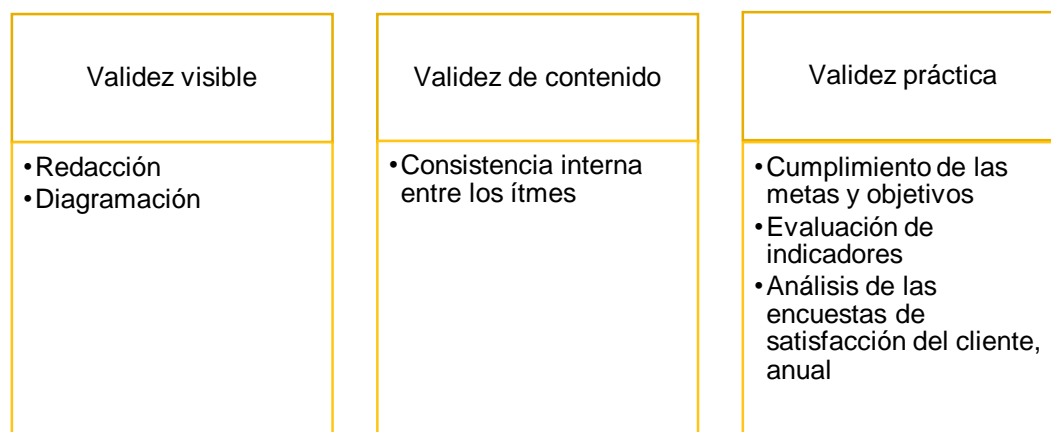 Validez visible
•Redacción
•Diagramación
Validez de contenido
•Consistencia interna
entre los ítmes
Validez práctica
•Cumplimiento de las
metas y objetivos
•Evaluación de
indicadores
•Análisis de las
encuestas de
satisfacción del cliente,
anual